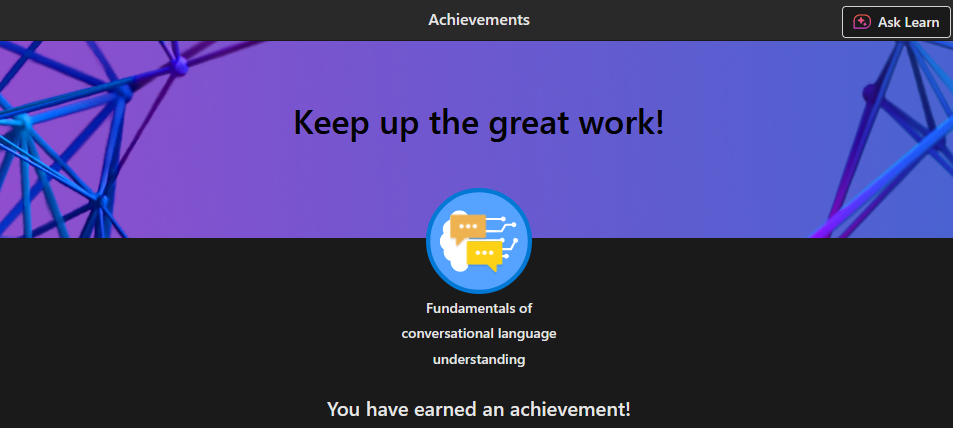 Achievements
Ask Learn
Keep up the great work!
Fundamentals of
conversational language
understanding
You have earned an achievement!